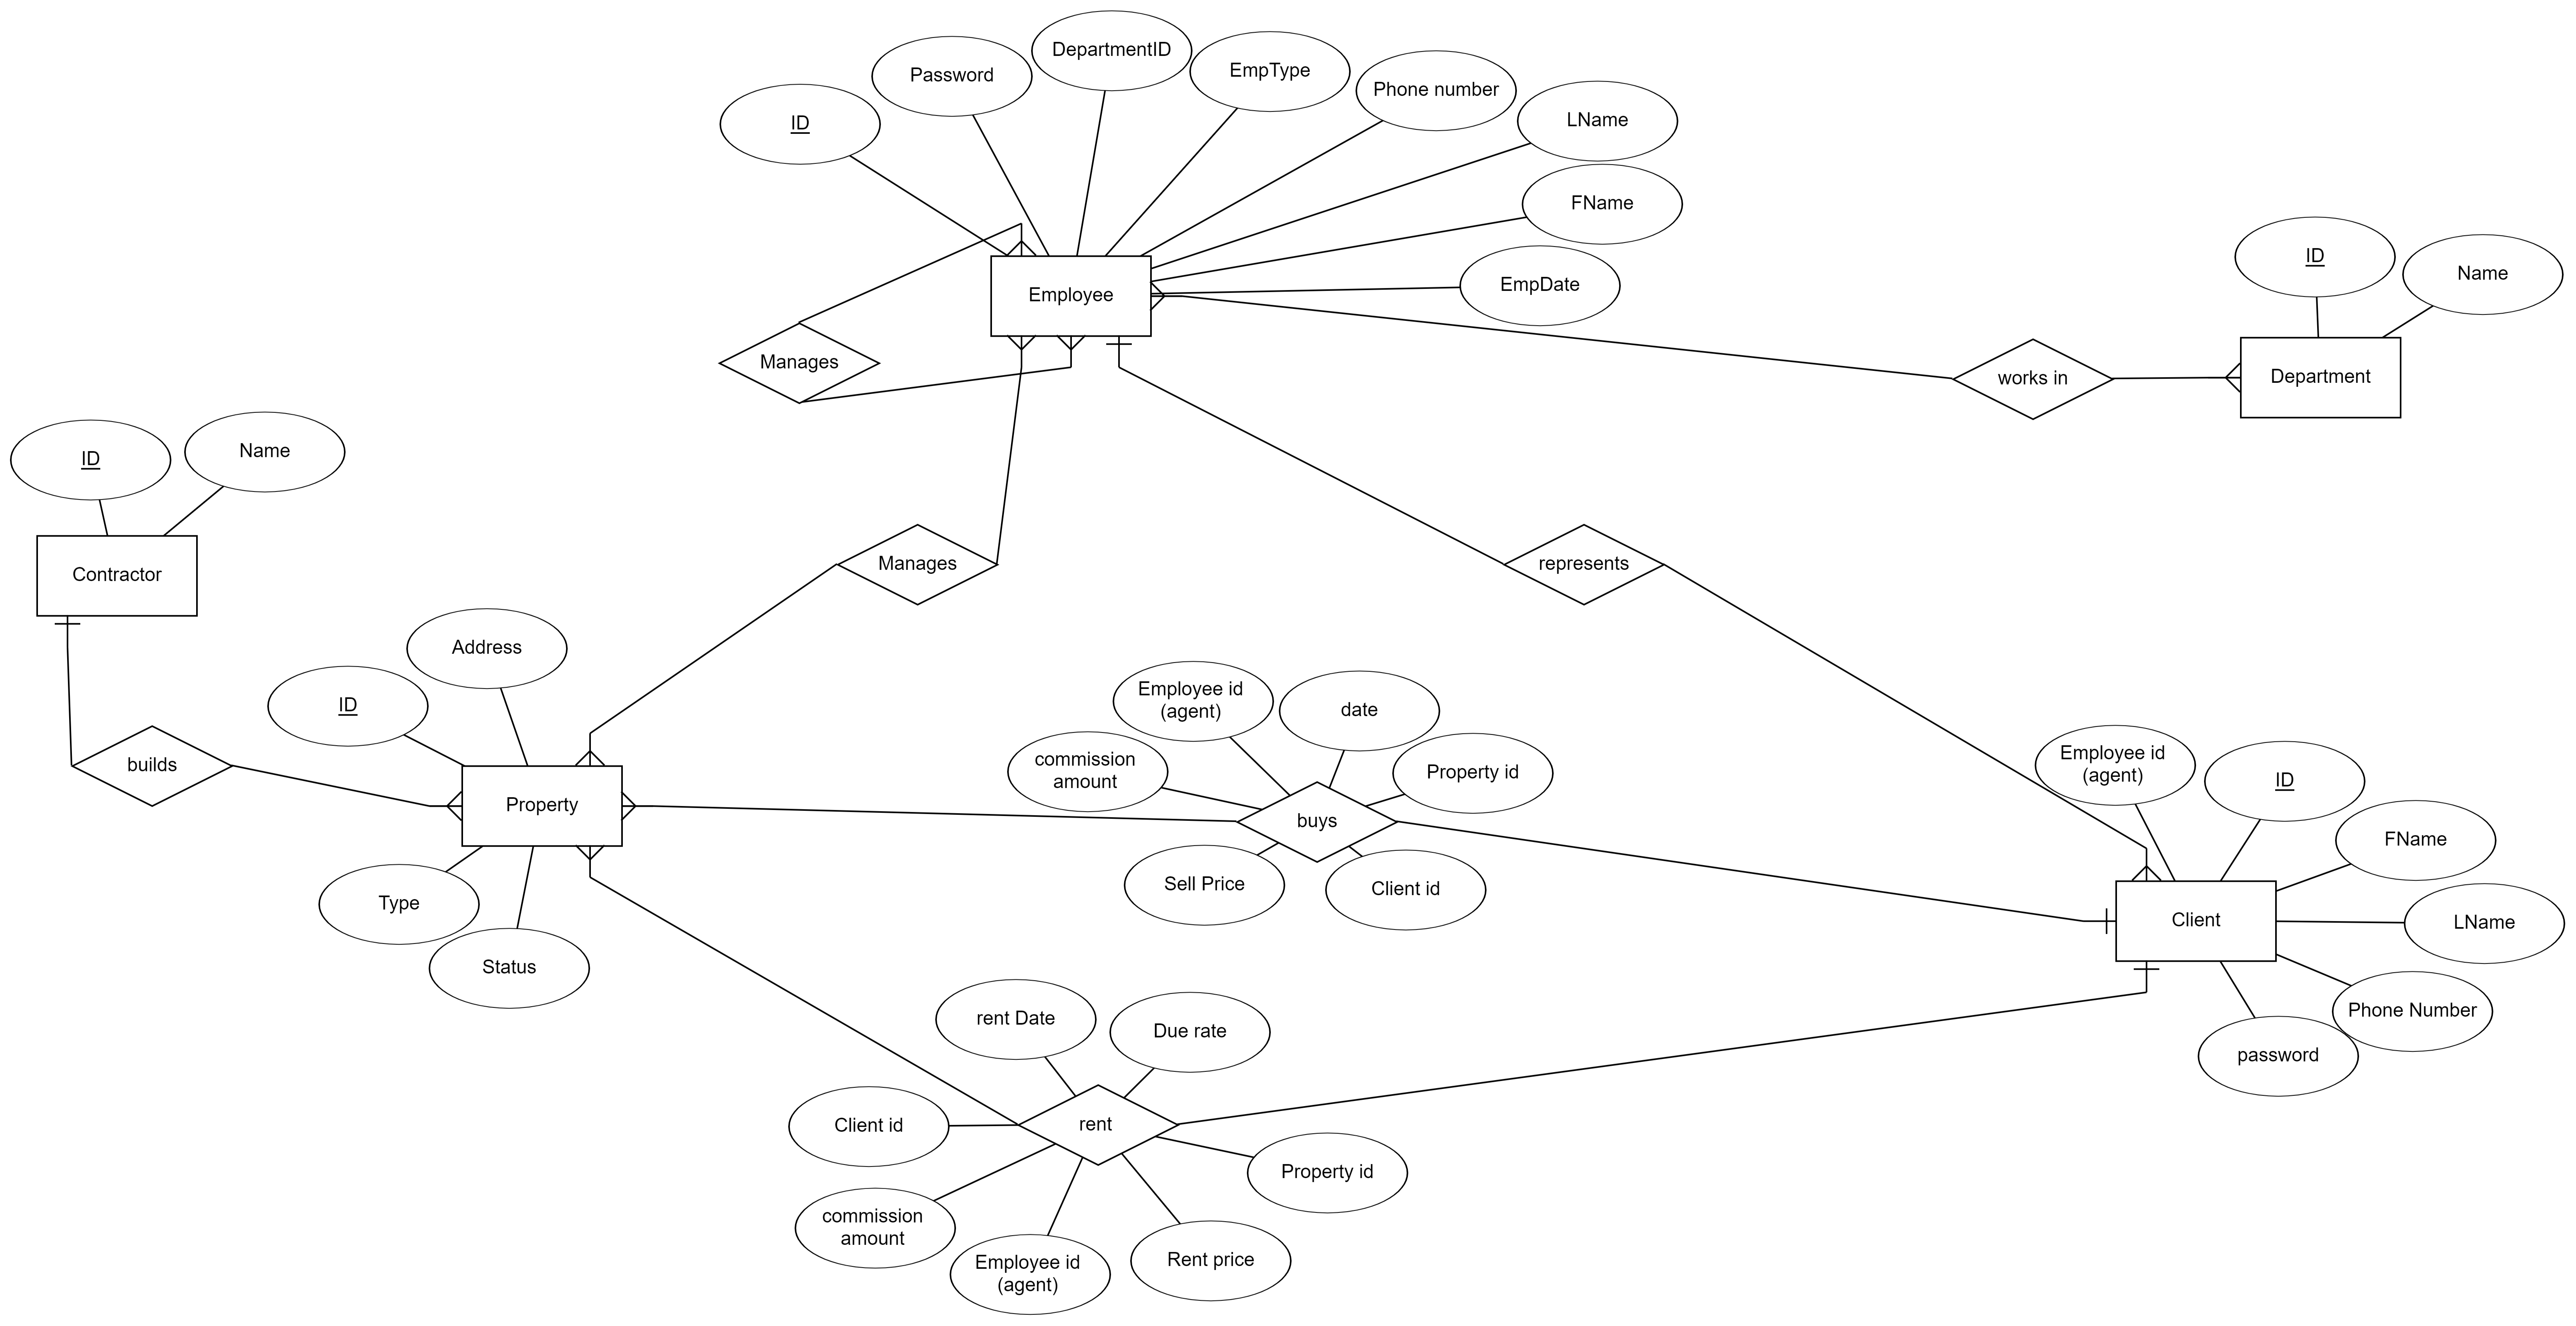 DepartmentID
EmpType
Password
Phone number
LName
ID
FName
ID
Name
EmpDate
Employee
Manages
Department
works in
Name
ID
Manages
represents
Contractor
Address
Employee id
(agent)
date
ID
Employee id
(agent)
builds
commission
amount
Property id
ID
Property
buys
FName
Type
Sell Price
Client id
Client
LName
Status
rent Date
Due rate
Phone Number
password
Client id
rent
Property id
commission
amount
Employee id
(agent)
Rent price